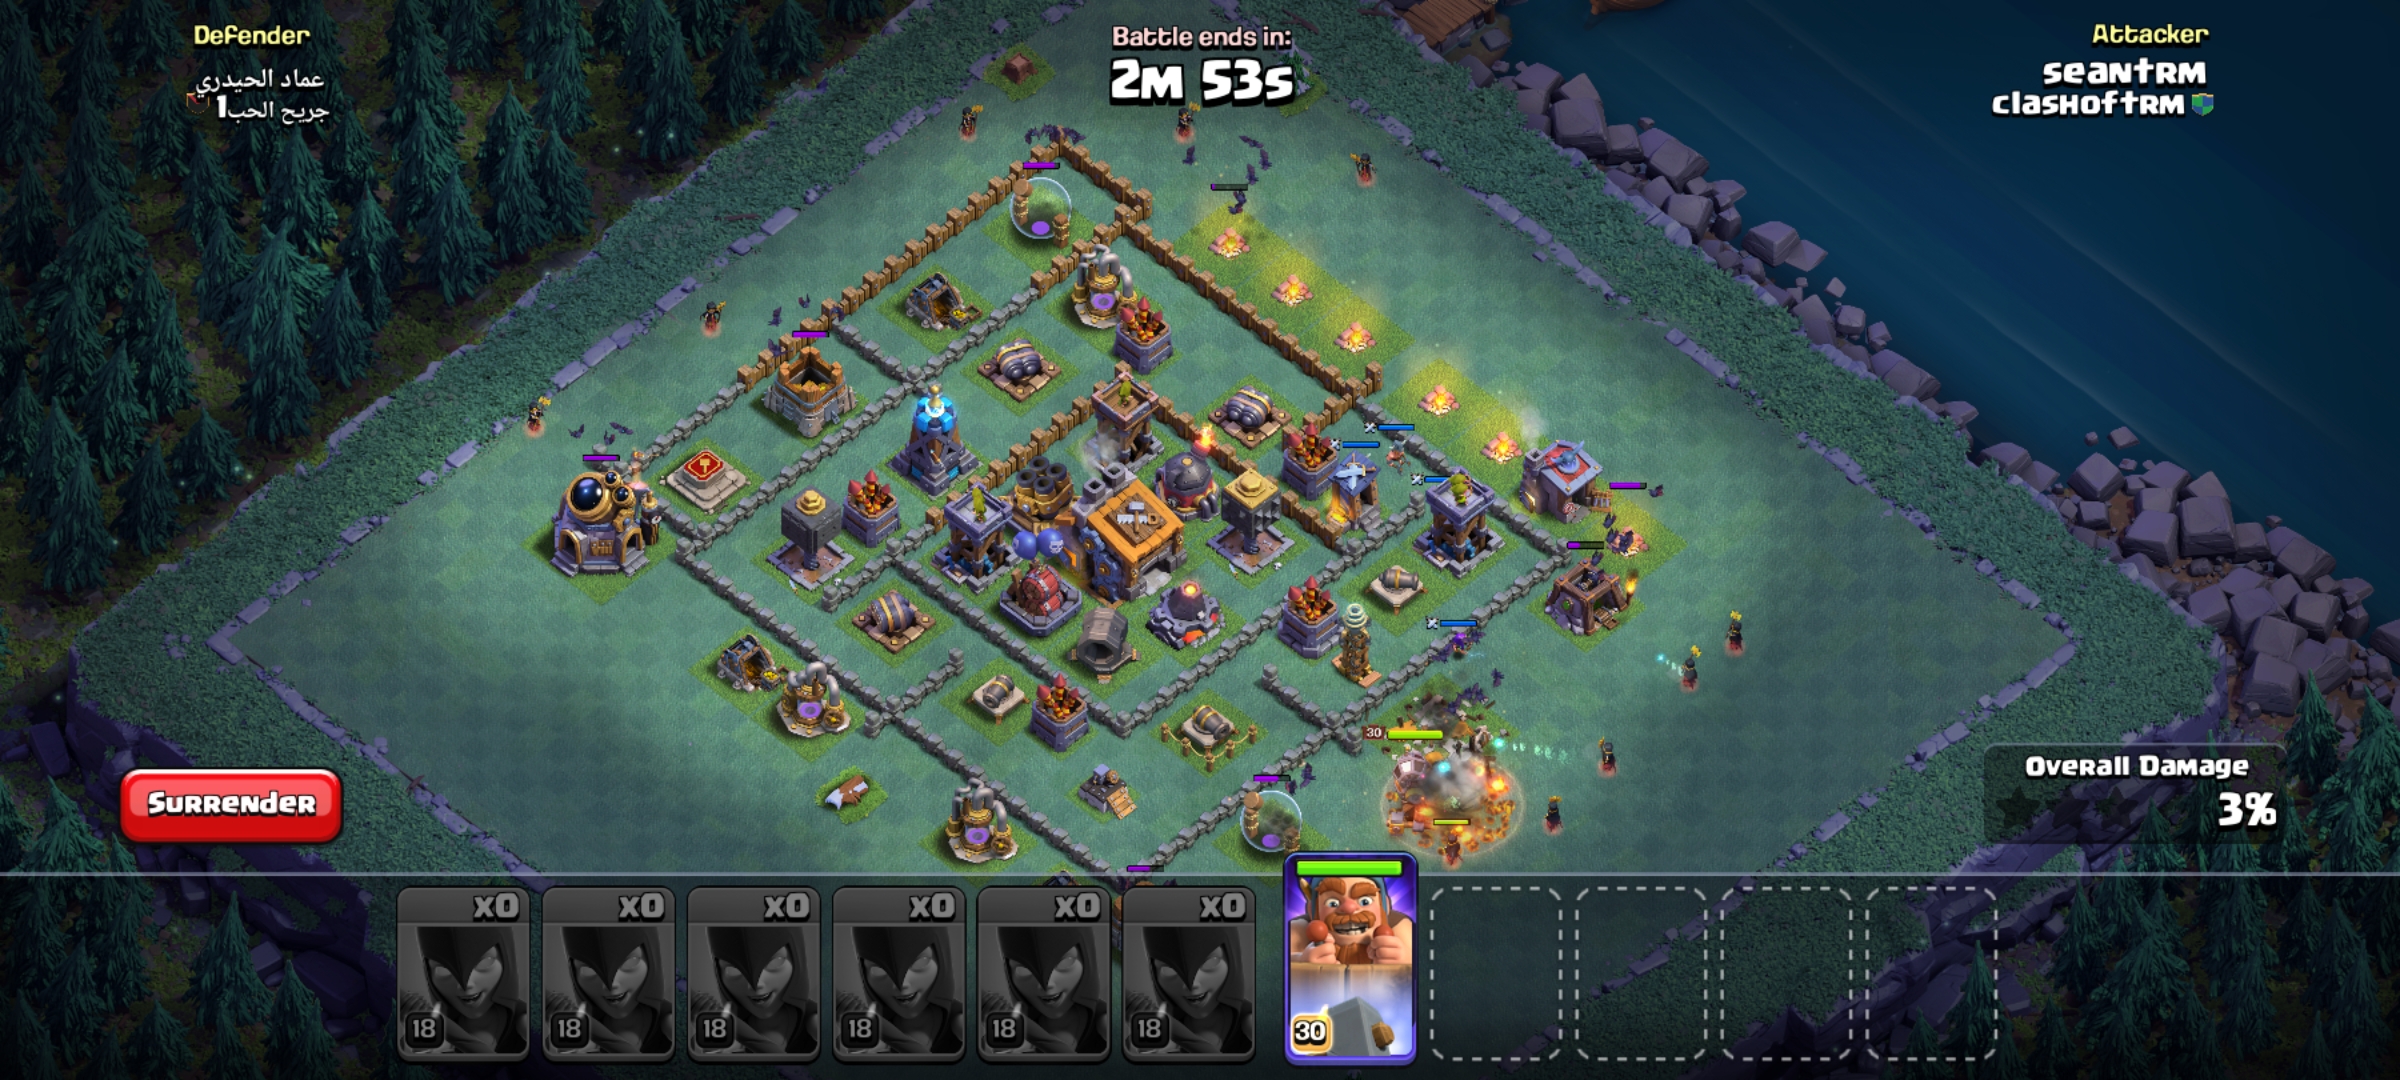 Defender
عماد الحيدري
جريح الحب1
Battle ends in:
2M 53s
Attacker
seantRM
clashoftRM
30
Surrender
Overall Damage
3%
x0
x0
x0
x0
x0
x0
18
18
18
18
18
18
30